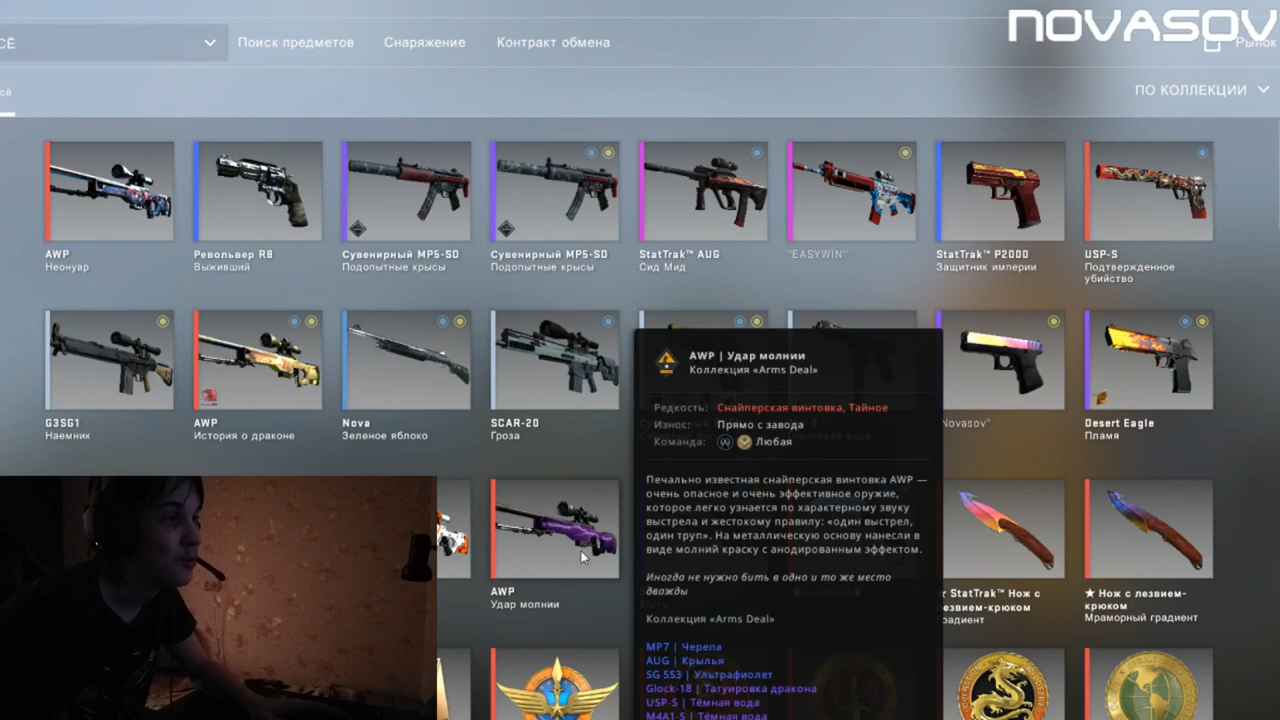 NOVASOV
СЁ
Поиск предметов
Снаряжение
Контракт обмена
Рынок
сё
ПО КОЛЛЕКЦИИ
AWP
Неонуар
Револьвер R8
Выживший
Сувенирный MP5-SD
Подопытные крысы
Сувенирный MP5-SD
Подопытные крысы
StatTrak™ AUG
Сид Мид
"EASYWIN"
StatTrak™ P2000
Защитник империи
USP-S
Подтвержденное
убийство
G3SG1
Наемник
AWP
История о драконе
Nova
Зеленое яблоко
SCAR-20
Гроза
Novasov"
Desert Eagle
Пламя
AWP | Удар молнии
Коллекция «Arms Deal»
Редкость: Снайперская винтовка, Тайное
Износ: Прямо с завода
Команда: Любая
Печально известная снайперская винтовка AWP —
очень опасное и очень эффективное оружие,
которое легко узнается по характерному звуку
выстрела и жестокому правилу: «один выстрел,
один труп». На металлическую основу нанесли в
виде молний краску с анодированным эффектом.
Иногда не нужно бить в одно и то же место
дважды
Коллекция «Arms Deal»
MP7 | Черепа
AUG | Крылья
SG 553 | Ультрафиолет
Glock-18 | Татуировка дракона
USP-S | Тёмная вода
M4A1-S | Тёмная вода
AWP
Удар молнии
StatTrak™ Нож с
лезвием-крюком
радиент
★ Нож с лезвием-
крюком
Мраморный градиент